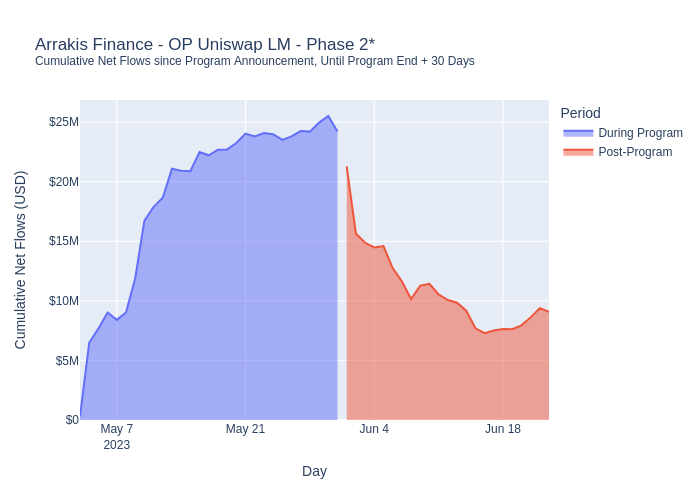 Arrakis Finance - OP Uniswap LM - Phase 2*
Cumulative Net Flows since Program Announcement, Until Program End + 30 Days
Period
During Program
Post-Program
Cumulative Net Flows (USD)
$25M
$20M
$15M
$10M
$5M
$0
May 7
2023
May 21
Jun 4
Jun 18
Day